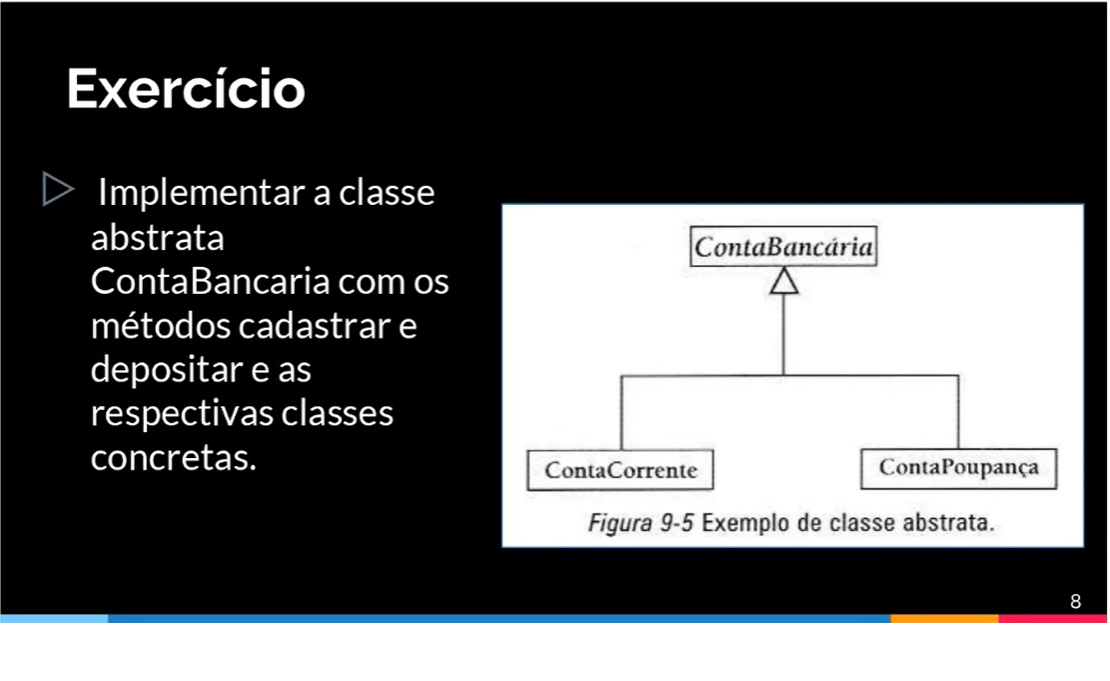 Exercício
Implementar a classe
abstrata
ContaBancaria com os
métodos cadastrar e
depositar e as
respectivas classes
concretas.
ContaBancária
ContaCorrente
ContaPoupança
Figura 9-5 Exemplo de classe abstrata.
8